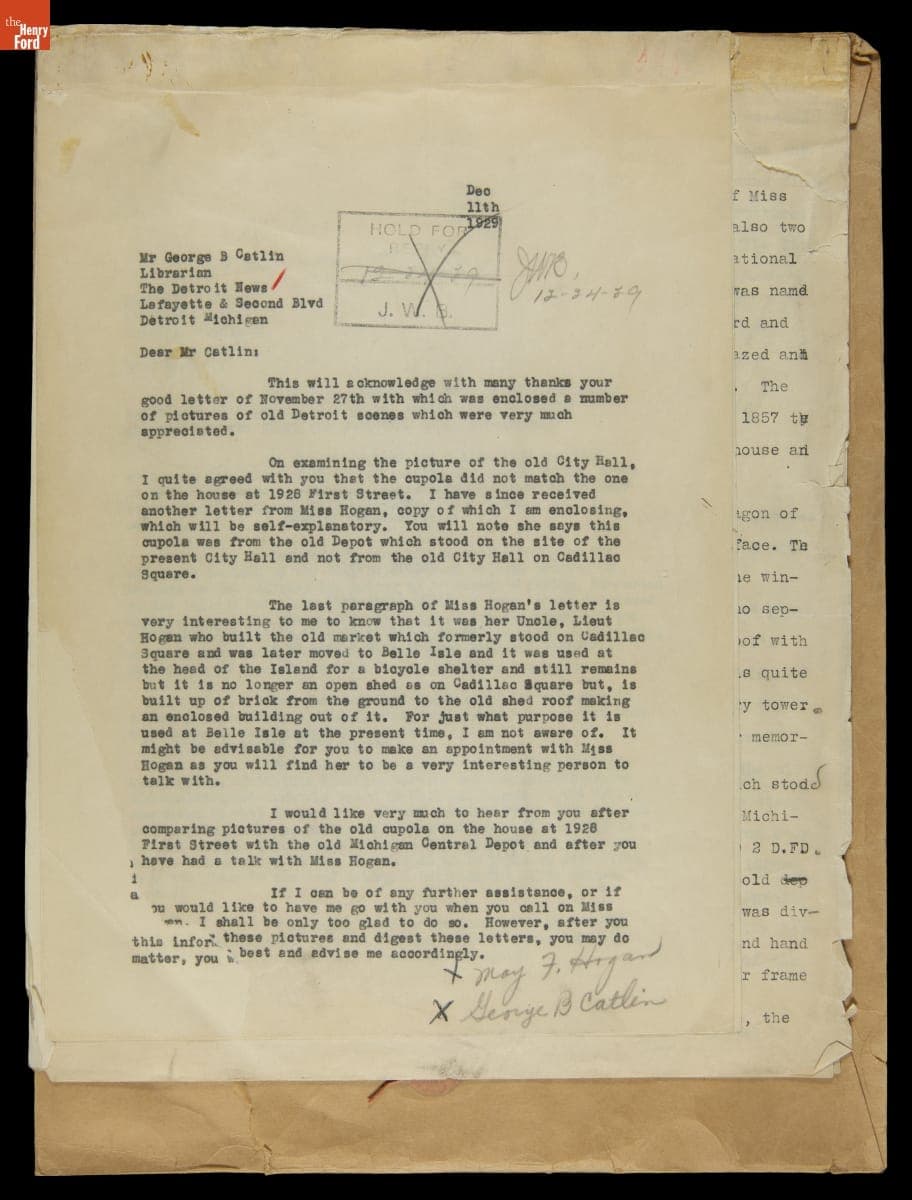 the
Henry
Ford
Dec
11th
1929
HOLD FOR
REPLY
J. W. B.
JWB.
12-24-29
Mr George B Catlin
Librarian
The Detroit News
Lafayette & Second Blvd
Detroit Michigan
Dear Mr Catlin:
This will acknowledge with many thanks your
good letter of November 27th with which was enclosed a number
of pictures of old Detroit scenes which were very much
appreciated.
On examining the picture of the old City Hall,
I quite agreed with you that the cupola did not match the one
on the house at 1928 First Street. I have since received
another letter from Miss Hogan, copy of which I am enclosing,
which will be self-explanatory. You will note she says this
cupola was from the old Depot which stood on the site of the
present City Hall and not from the old City Hall on Cadillac
Square.
The last paragraph of Miss Hogan's letter is
very interesting to me to know that it was her Uncle, Lieut
Hogan who built the old market which formerly stood on Cadillac
Square and was later moved to Belle Isle and it was used at
the head of the Island for a bicycle shelter and still remains
but it is no longer an open shed as on Cadillac Square but, is
built up of brick from the ground to the old shed roof making
an enclosed building out of it. For just what purpose it is
used at Belle Isle at the present time, I am not aware of. It
might be advisable for you to make an appointment with Miss
Hogan as you will find her to be a very interesting person to
talk with.
I would like very much to hear from you after
comparing pictures of the old cupola on the house at 1928
First Street with the old Michigan Central Depot and after you
have had a talk with Miss Hogan.
i
a If I can be of any further assistance, or if
ou would like to have me go with you when you call on Miss
an. I shall be only too glad to do so. However, after you
this infor these pictures and digest these letters, you may do
matter, you w best and advise me accordingly.
x May F. Hogan
X George B Catlin
f Miss
also two
ational
was namd
rd and
azed and
. The
1857 the
house an
agon of
face. Th
e win-
no sep-
oof with
s quite
ry tower
memor-
ch stood
Michi-
2 D.FD.
old dep
was div-
nd hand
r frame
, the